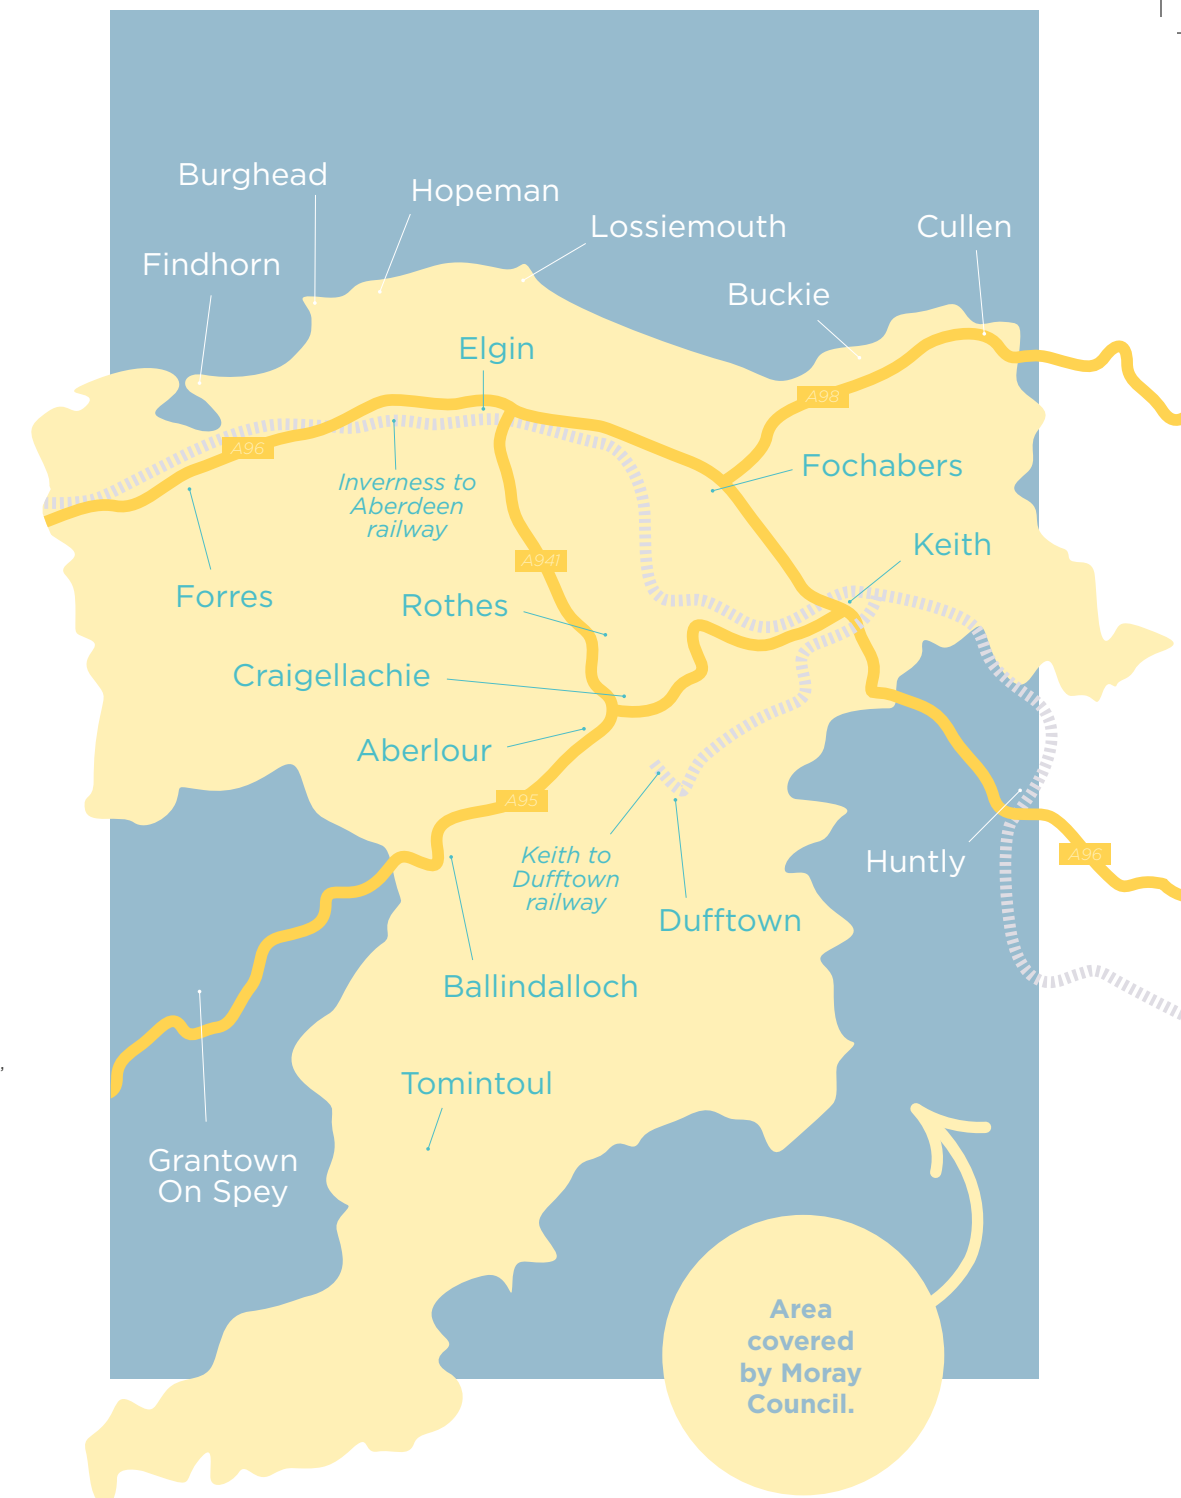 Burghead
Hopeman
Lossiemouth
Cullen
Findhorn
Buckie
Elgin
A98
A96
Fochabers
Inverness to
Aberdeen
railway
Keith
A941
Forres
Rothes
Craigellachie
Aberlour
A95
Keith to
Dufftown
railway
Huntly
A96
Dufftown
Ballindalloch
,
Tomintoul
Grantown
On Spey
Area
covered
by Moray
Council.